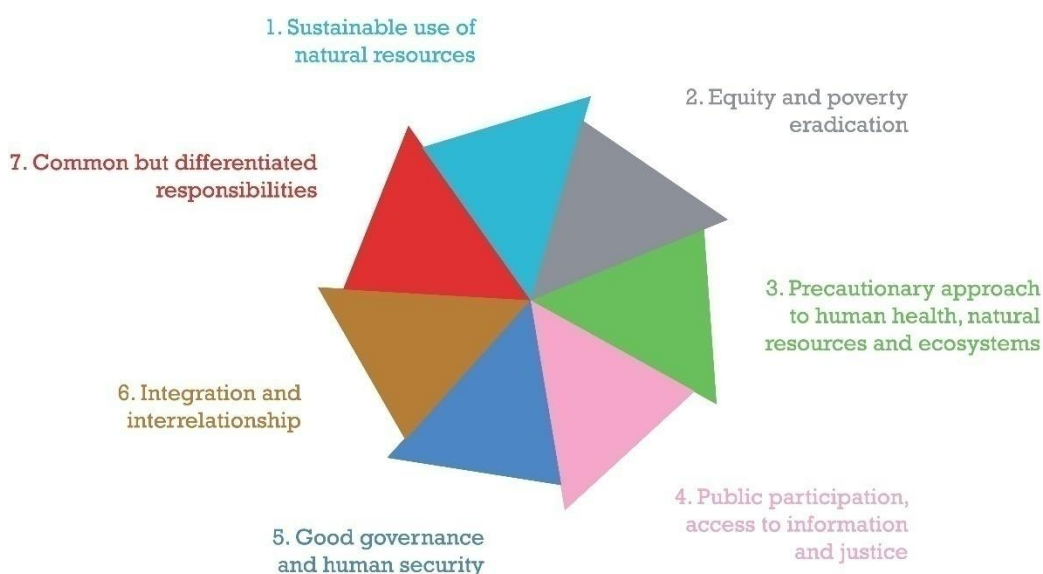 1. Sustainable use of
natural resources
2. Equity and poverty
eradication
3. Precautionary approach
to human health, natural
resources and ecosystems
4. Public participation,
access to information
and justice
5. Good governance
and human security
6. Integration and
interrelationship
7. Common but differentiated
responsibilities